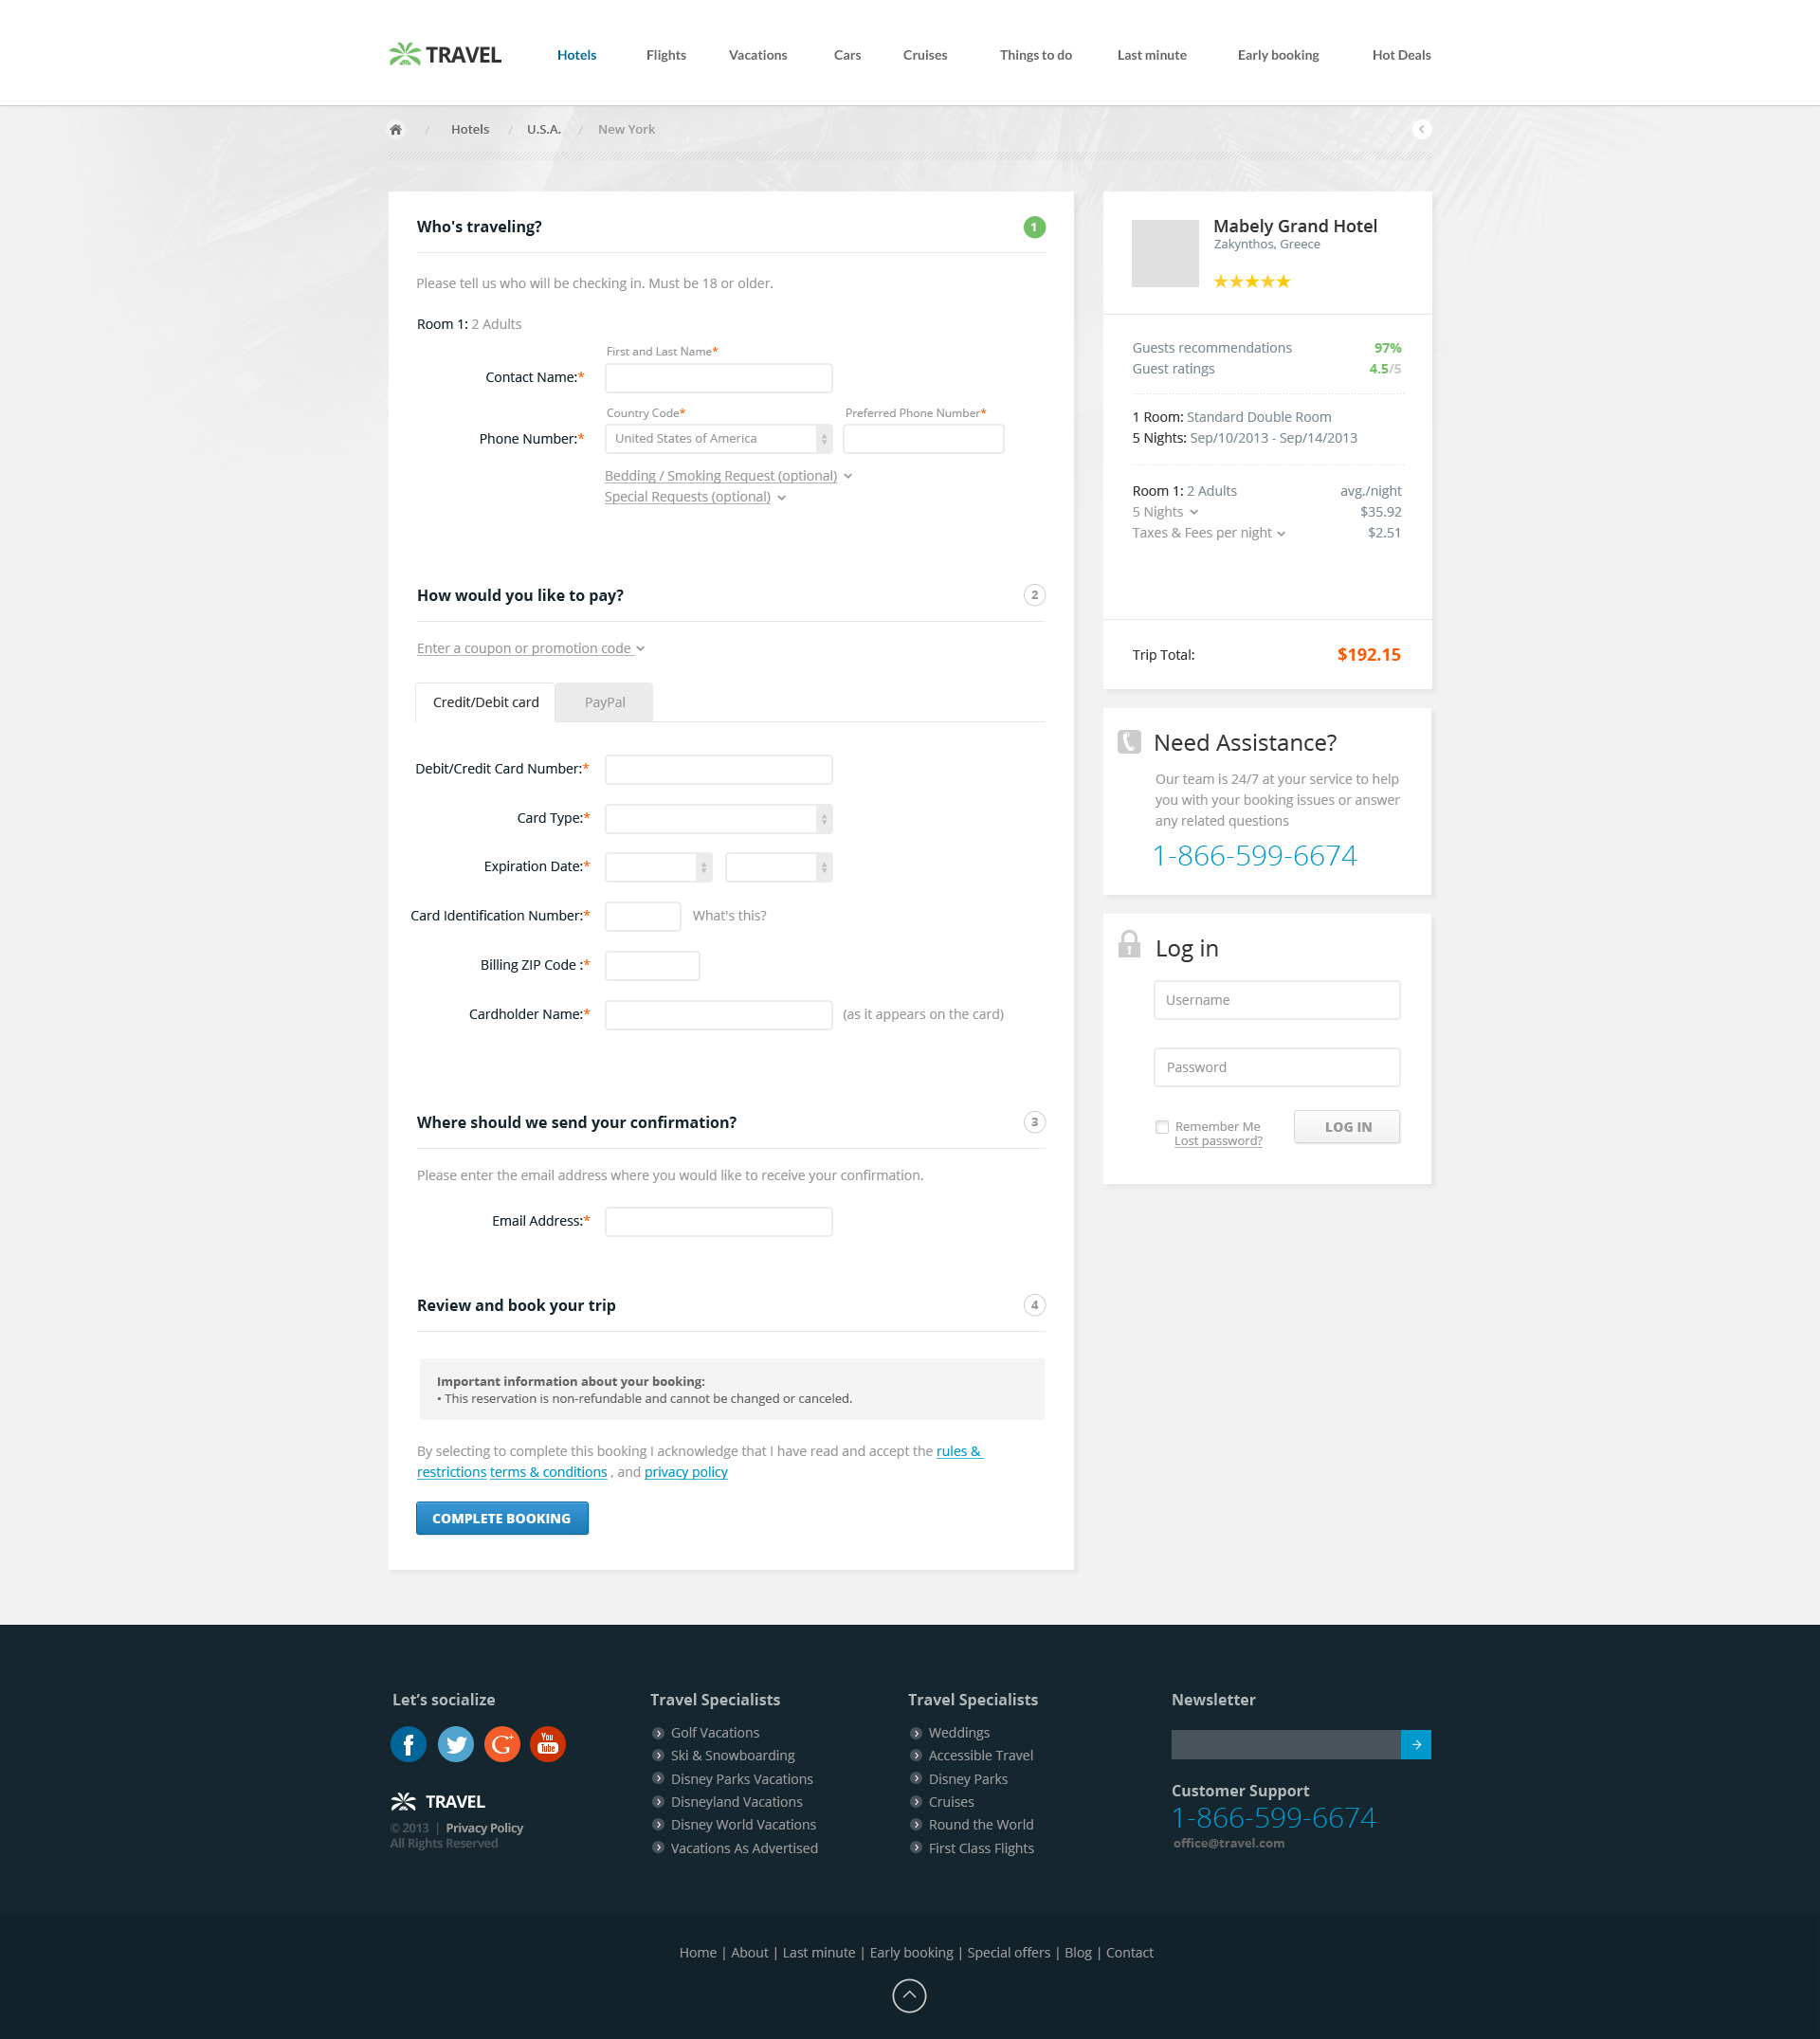 TRAVEL
Hotels Flights Vacations Cars Cruises Things to do Last minute Early booking Hot Deals
/ Hotels / U.S.A. / New York
Who's traveling? 1
Please tell us who will be checking in. Must be 18 or older.
Room 1: 2 Adults
First and Last Name*
Contact Name:*
Country Code* Preferred Phone Number*
Phone Number:* United States of America
Bedding / Smoking Request (optional)
Special Requests (optional)
How would you like to pay? 2
Enter a coupon or promotion code
Credit/Debit card PayPal
Debit/Credit Card Number:*
Card Type:*
Expiration Date:*
Card Identification Number:* What's this?
Billing ZIP Code :*
Cardholder Name:* (as it appears on the card)
Where should we send your confirmation? 3
Please enter the email address where you would like to receive your confirmation.
Email Address:*
Review and book your trip 4
Important information about your booking:
• This reservation is non-refundable and cannot be changed or canceled.
By selecting to complete this booking I acknowledge that I have read and accept the rules &
restrictions terms & conditions , and privacy policy
COMPLETE BOOKING
Mabely Grand Hotel
Zakynthos, Greece
Guests recommendations 97%
Guest ratings 4.5/5
1 Room: Standard Double Room
5 Nights: Sep/10/2013 - Sep/14/2013
Room 1: 2 Adults avg./night
5 Nights $35.92
Taxes & Fees per night $2.51
Trip Total: $192.15
Need Assistance?
Our team is 24/7 at your service to help
you with your booking issues or answer
any related questions
1-866-599-6674
Log in
Username
Password
Remember Me
Lost password?
LOG IN
Let’s socialize
You
Tube
TRAVEL
© 2013 | Privacy Policy
All Rights Reserved
Travel Specialists
Golf Vacations
Ski & Snowboarding
Disney Parks Vacations
Disneyland Vacations
Disney World Vacations
Vacations As Advertised
Travel Specialists
Weddings
Accessible Travel
Disney Parks
Cruises
Round the World
First Class Flights
Newsletter
Customer Support
1-866-599-6674
office@travel.com
Home | About | Last minute | Early booking | Special offers | Blog | Contact